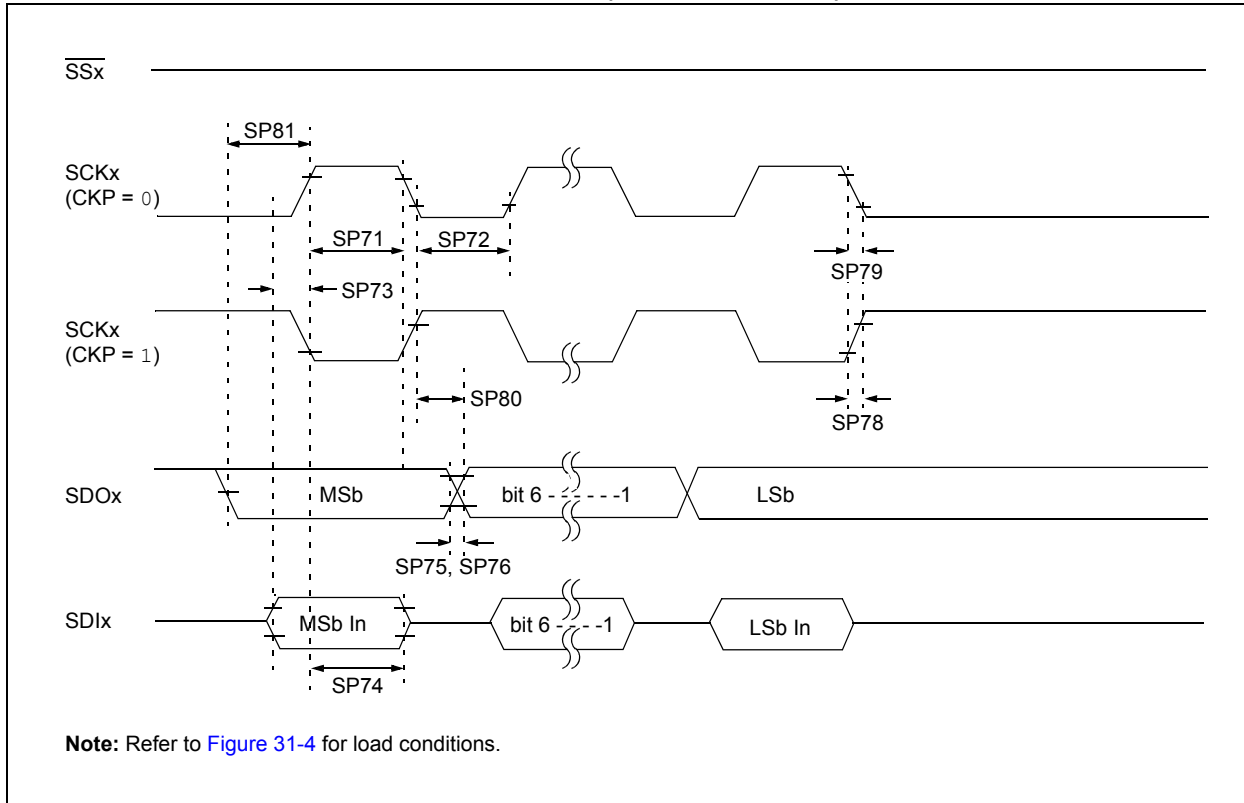 SSx
SP81
SCKx
(CKP = 0)
SP71
SP72
SP79
SP73
SCKx
(CKP = 1)
SP80
SP78
SDOx
MSb
bit 6 - - - - - -1
LSb
SP75, SP76
SDIx
MSb In
bit 6 - - - -1
LSb In
SP74
Note: Refer to Figure 31-4 for load conditions.